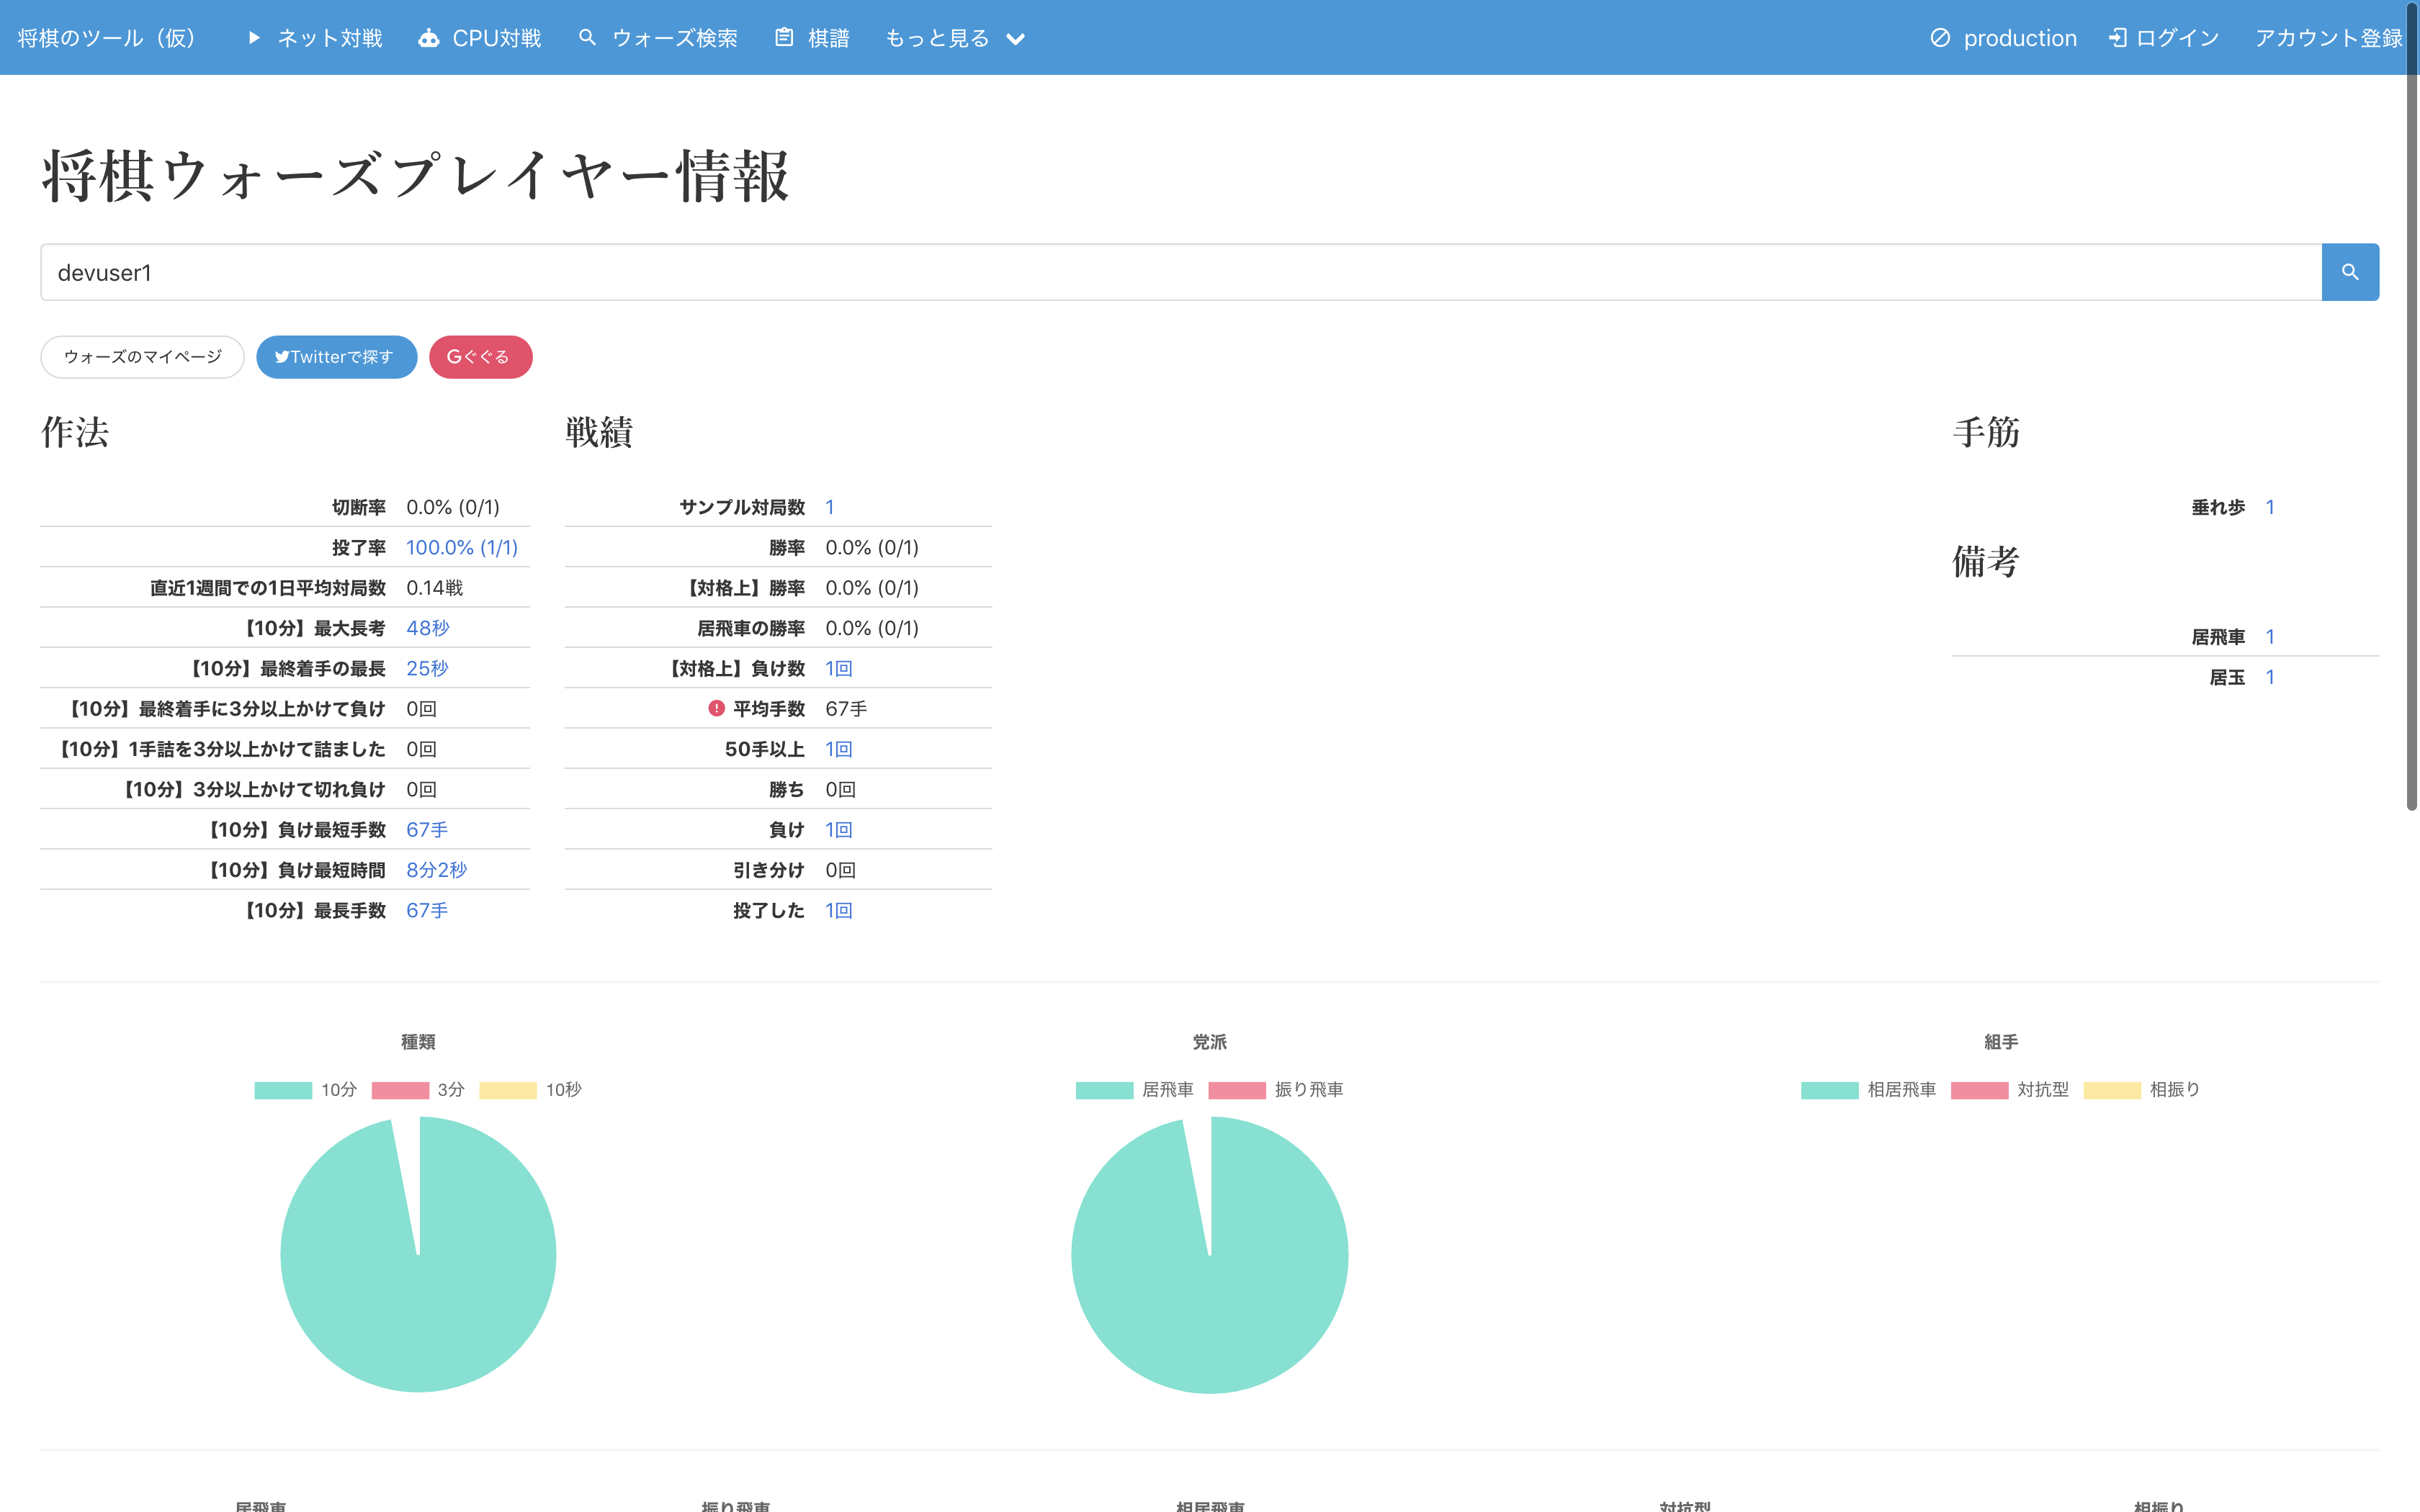 将棋のツール（仮） ネット対戦 CPU対戦 ウォーズ検索 棋譜 もっと見る production ログイン アカウント登録
将棋ウォーズプレイヤー情報
devuser1
ウォーズのマイページ Twitterで探す Gぐぐる
作法
切断率 0.0% (0/1)
投了率 100.0% (1/1)
直近1週間での1日平均対局数 0.14戦
【10分】最大長考 48秒
【10分】最終着手の最長 25秒
【10分】最終着手に3分以上かけて負け 0回
【10分】1手詰を3分以上かけて詰ました 0回
【10分】3分以上かけて切れ負け 0回
【10分】負け最短手数 67手
【10分】負け最短時間 8分2秒
【10分】最長手数 67手
戦績
サンプル対局数 1
勝率 0.0% (0/1)
【対格上】勝率 0.0% (0/1)
居飛車の勝率 0.0% (0/1)
【対格上】負け数 1回
平均手数 67手
50手以上 1回
勝ち 0回
負け 1回
引き分け 0回
投了した 1回
手筋
垂れ歩 1
備考
居飛車 1
居玉 1
種類
10分 3分 10秒
党派
居飛車 振り飛車
組手
相居飛車 対抗型 相振り
居飛車 振り飛車 相居飛車 対抗型 相振り